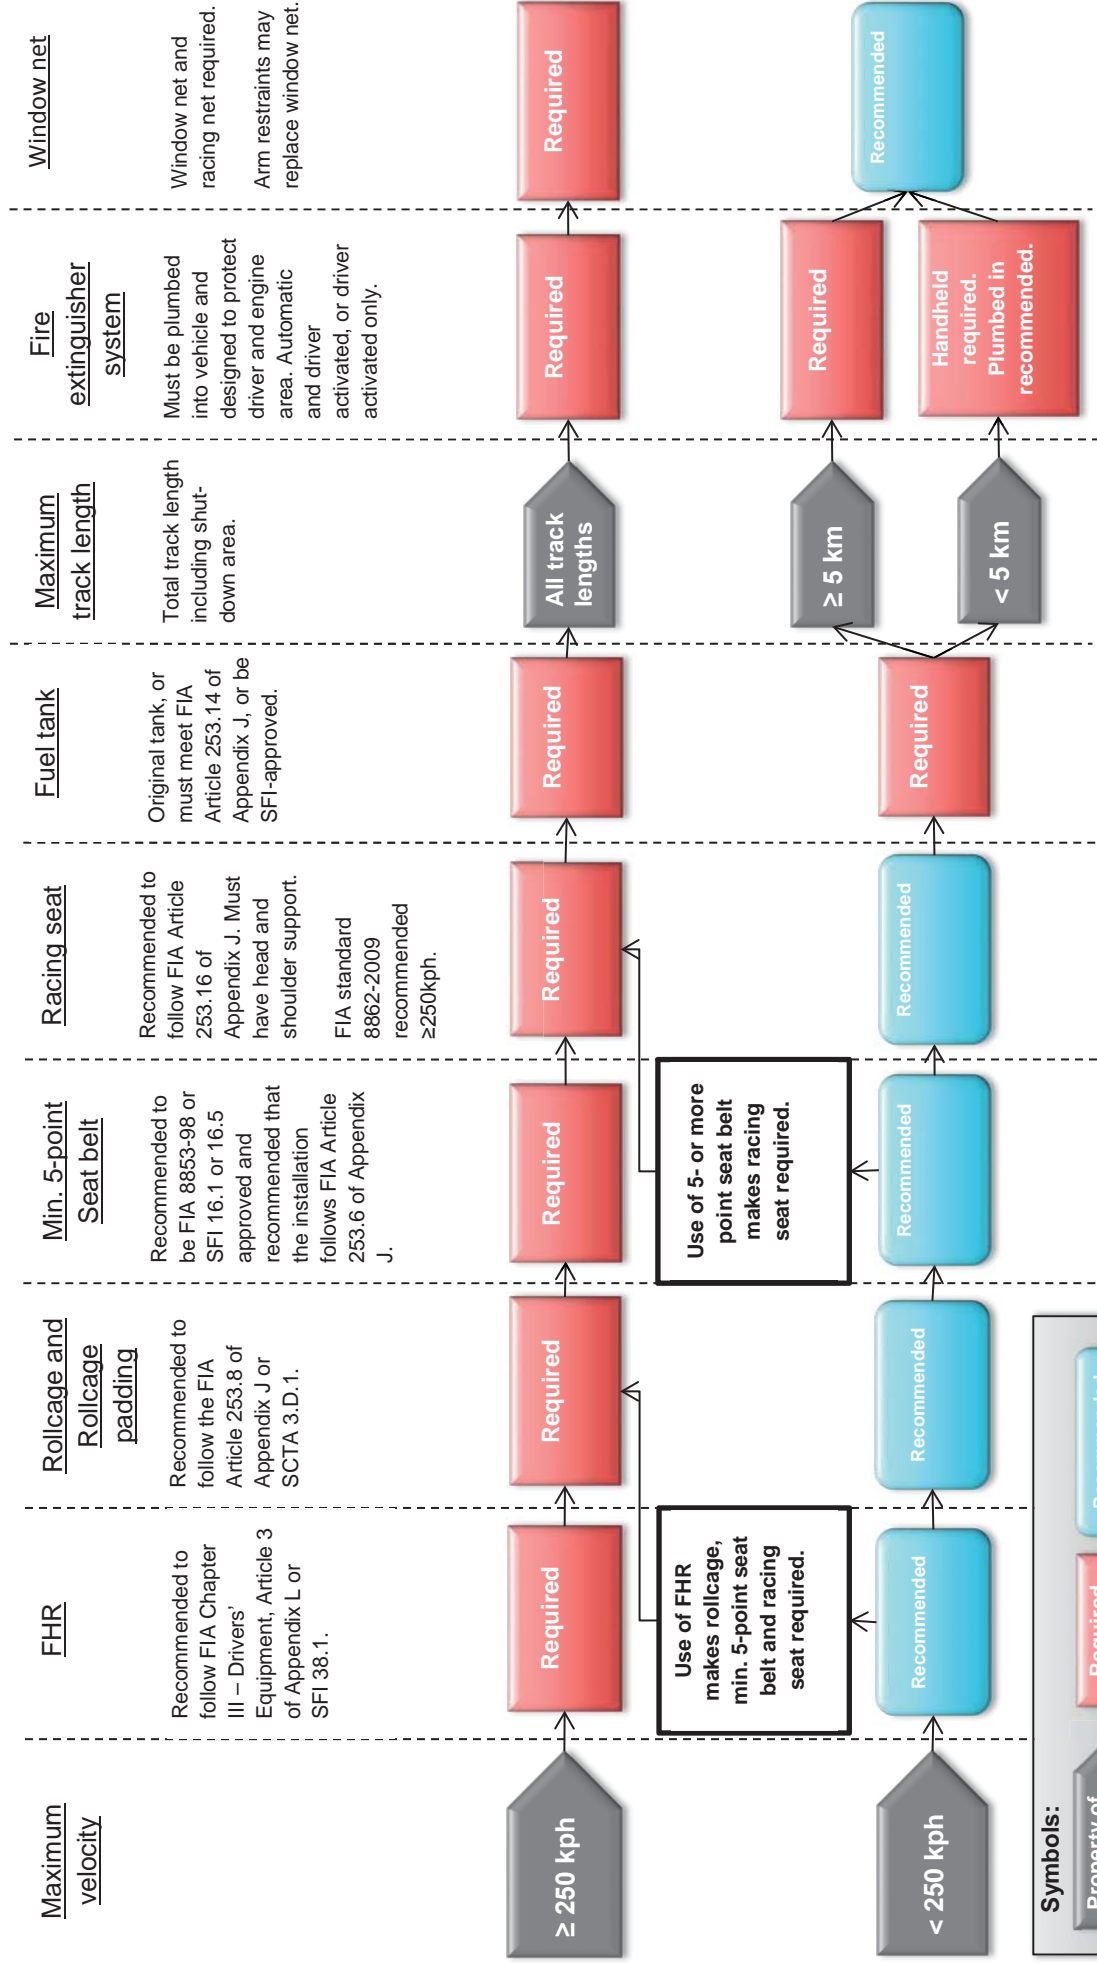 Maximum
velocity
FHR
Recommended to
follow FIA Chapter
III – Drivers’
Equipment, Article 3
of Appendix L or
SFI 38.1.
Rollcage and
Rollcage
padding
Recommended to
follow the FIA
Article 253.8 of
Appendix J or
SCTA 3.D.1.
Min. 5-point
Seat belt
Recommended to
be FIA 8853-98 or
SFI 16.1 or 16.5
approved and
recommended that
the installation
follows FIA Article
253.6 of Appendix
J.
Racing seat
Recommended to
follow FIA Article
253.16 of
Appendix J. Must
have head and
shoulder support.
FIA standard
8862-2009
recommended
≥250kph.
Fuel tank
Original tank, or
must meet FIA
Article 253.14 of
Appendix J, or be
SFI-approved.
Maximum
track length
Total track length
including shut-
down area.
Fire
extinguisher
system
Must be plumbed
into vehicle and
designed to protect
driver and engine
area. Automatic
and driver
activated, or driver
activated only.
Window net
Window net and
racing net required.
Arm restraints may
replace window net.
≥ 250 kph
Required
Required
Required
Required
Required
All track
lengths
Required
Required
Use of FHR
makes rollcage,
min. 5-point seat
belt and racing
seat required.
Use of 5- or more
point seat belt
makes racing
seat required.
< 250 kph
Recommended
Recommended
Recommended
Recommended
Required
≥ 5 km
Required
< 5 km
Handheld
required.
Plumbed in
recommended.
Recommended
Symbols:
Property of
Required